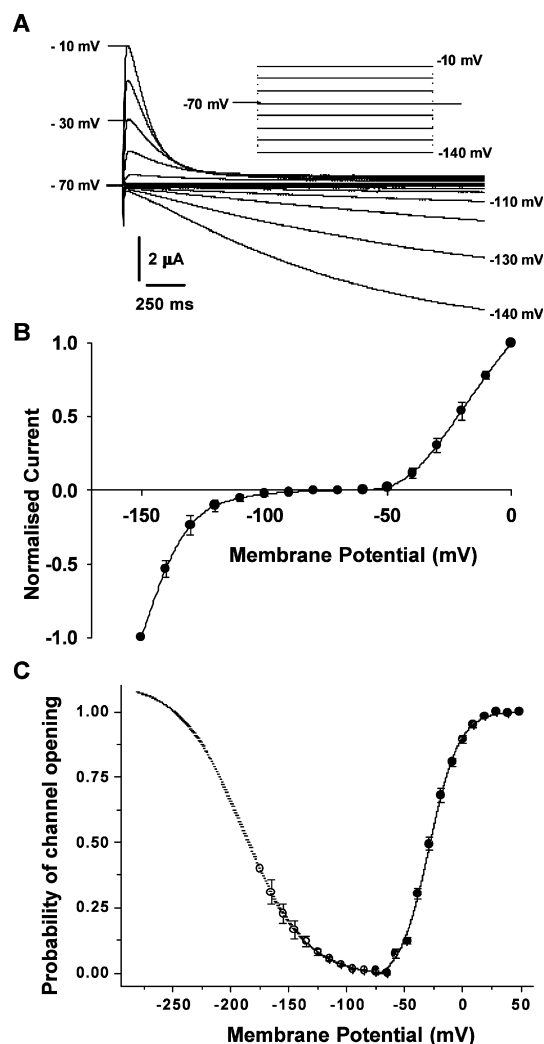 A
- 10 mV
-10 mV
-70 mV
- 30 mV
-140 mV
- 70 mV
-110 mV
2 µA
-130 mV
250 ms
-140 mV
B
1.0
0.5
0.0
-0.5
-1.0
Normalised Current
-150
-100
-50
0
Membrane Potential (mV)
C
1.00
0.75
0.50
0.25
0.00
Probability of channel opening
-250
-200
-150
-100
-50
0
50
Membrane Potential (mV)